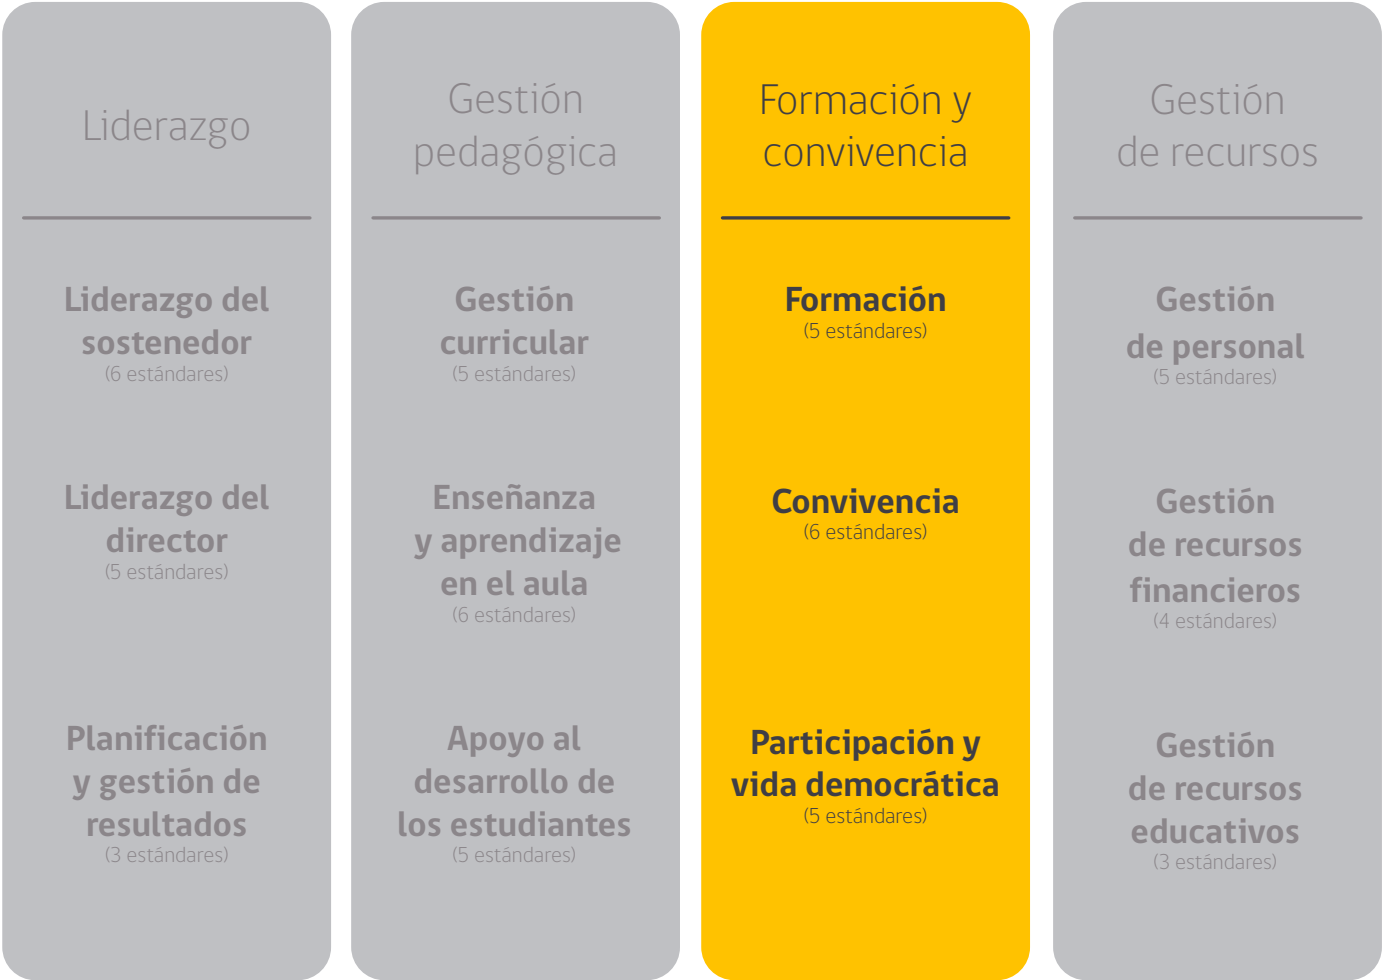 Liderazgo
Liderazgo del
sostenedor
(6 estándares)
Liderazgo del
director
(5 estándares)
Planificación
y gestión de
resultados
(3 estándares)
Gestión
pedagógica
Gestión
curricular
(5 estándares)
Enseñanza
y aprendizaje
en el aula
(6 estándares)
Apoyo al
desarrollo de
los estudiantes
(5 estándares)
Formación y
convivencia
Formación
(5 estándares)
Convivencia
(6 estándares)
Participación y
vida democrática
(5 estándares)
Gestión
de recursos
Gestión
de personal
(5 estándares)
Gestión
de recursos
financieros
(4 estándares)
Gestión
de recursos
educativos
(3 estándares)